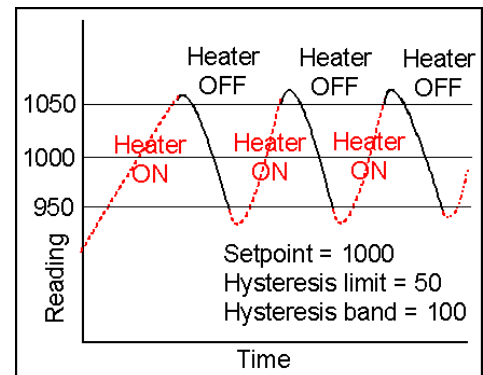 Heater Heater Heater
OFF OFF OFF
1050
Heater Heater Heater
1000
ON ON ON
950
Setpoint = 1000
Hysteresis limit = 50
Hysteresis band = 100
Reading
Time